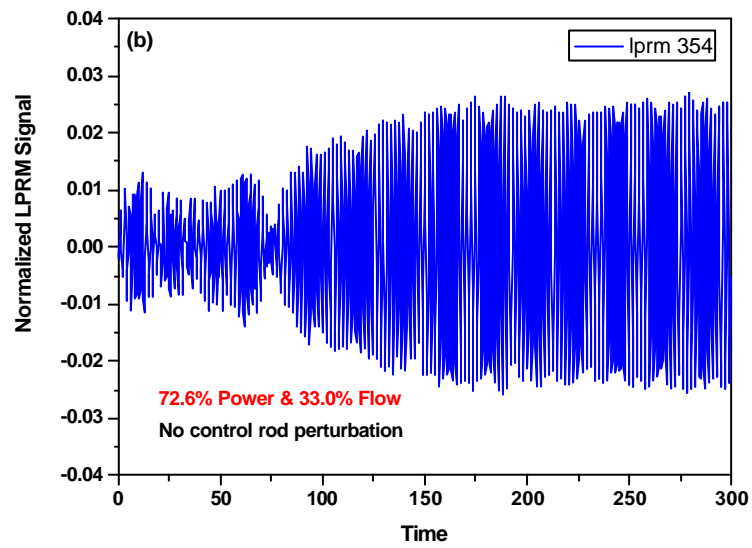 0.04
(b)
lprm 354
0.03
0.02
0.01
0.00
-0.01
-0.02
-0.03
-0.04
Normalized LPRM Signal
72.6% Power & 33.0% Flow
No control rod perturbation
0 50 100 150 200 250 300
Time